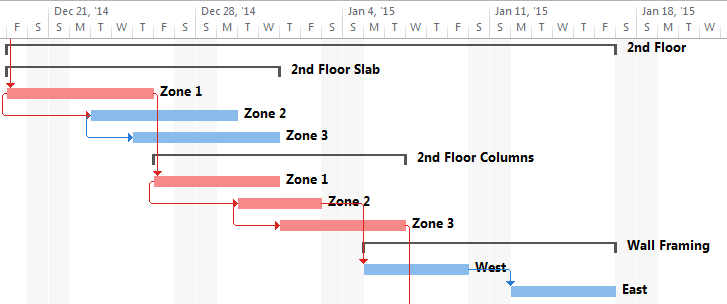 Dec 21, '14 Dec 28, '14 Jan 4, '15 Jan 11, '15 Jan 18, '15
F S S M T W T F S S M T W T F S S M T W T F S S M T W T F S S M T W
2nd Floor
2nd Floor Slab
Zone 1
Zone 2
Zone 3
2nd Floor Columns
Zone 1
Zone 2
Zone 3
Wall Framing
West
East